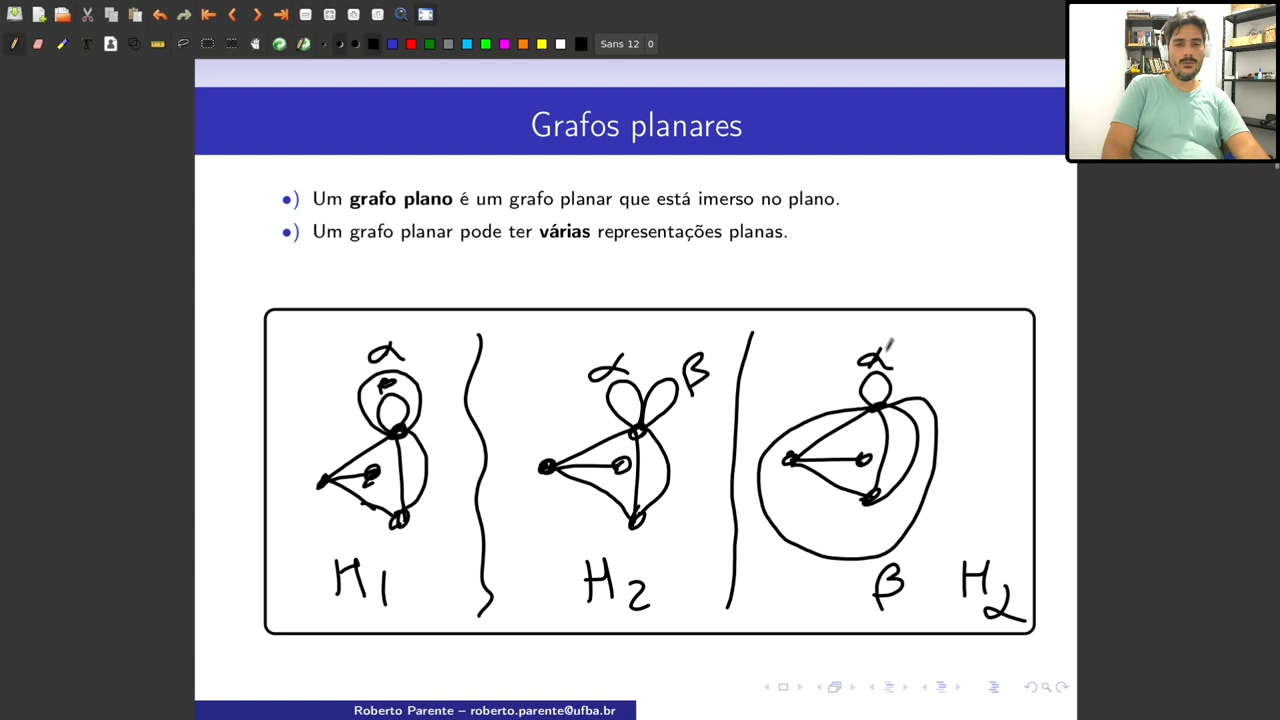 Sans 12 0
Grafos planares
•) Um grafo plano é um grafo planar que está imerso no plano.
•) Um grafo planar pode ter várias representações planas.
α
α β
α
H1
H2
β H2
Roberto Parente – roberto.parente@ufba.br